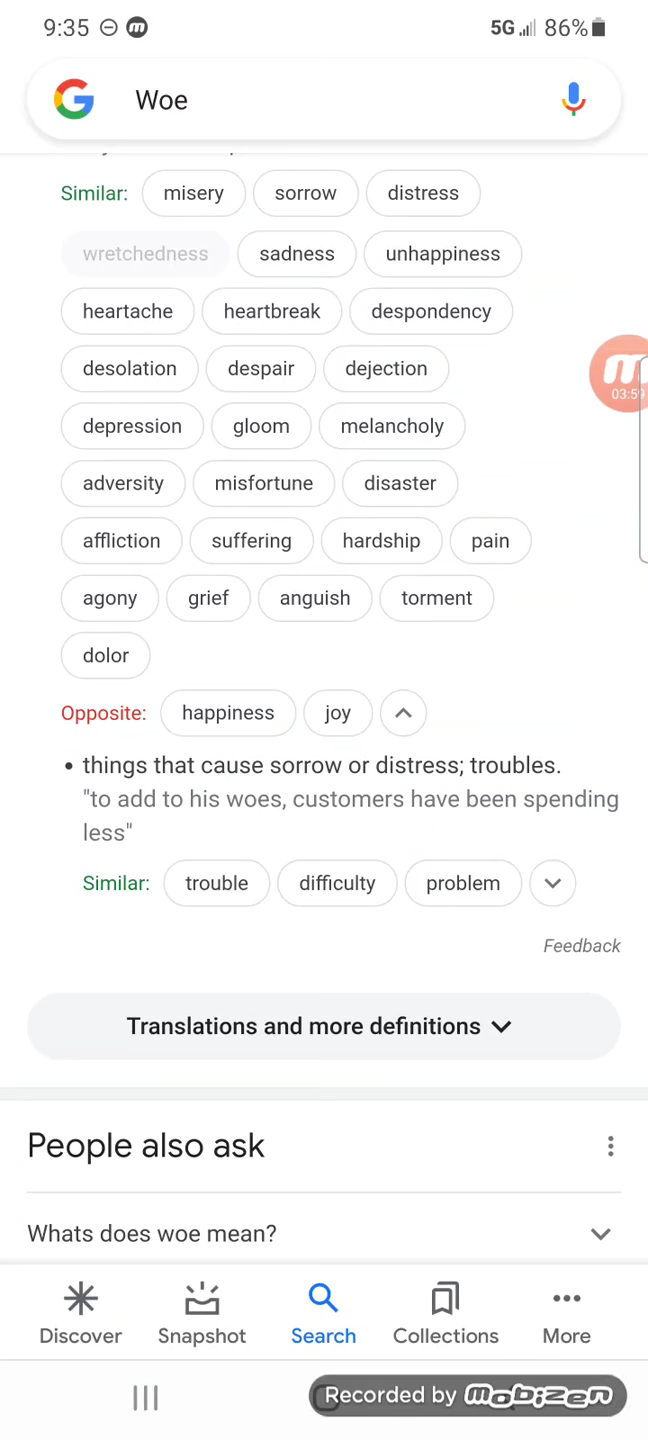 9:35 5G 86%
Woe
Similar: misery sorrow distress
wretchedness sadness unhappiness
heartache heartbreak despondency
desolation despair dejection
depression gloom melancholy
adversity misfortune disaster
affliction suffering hardship pain
agony grief anguish torment
dolor
Opposite: happiness joy
• things that cause sorrow or distress; troubles.
"to add to his woes, customers have been spending
less"
Similar: trouble difficulty problem
Feedback
Translations and more definitions
People also ask
Whats does woe mean?
Discover Snapshot Search Collections More
Recorded by mobizen
03:59